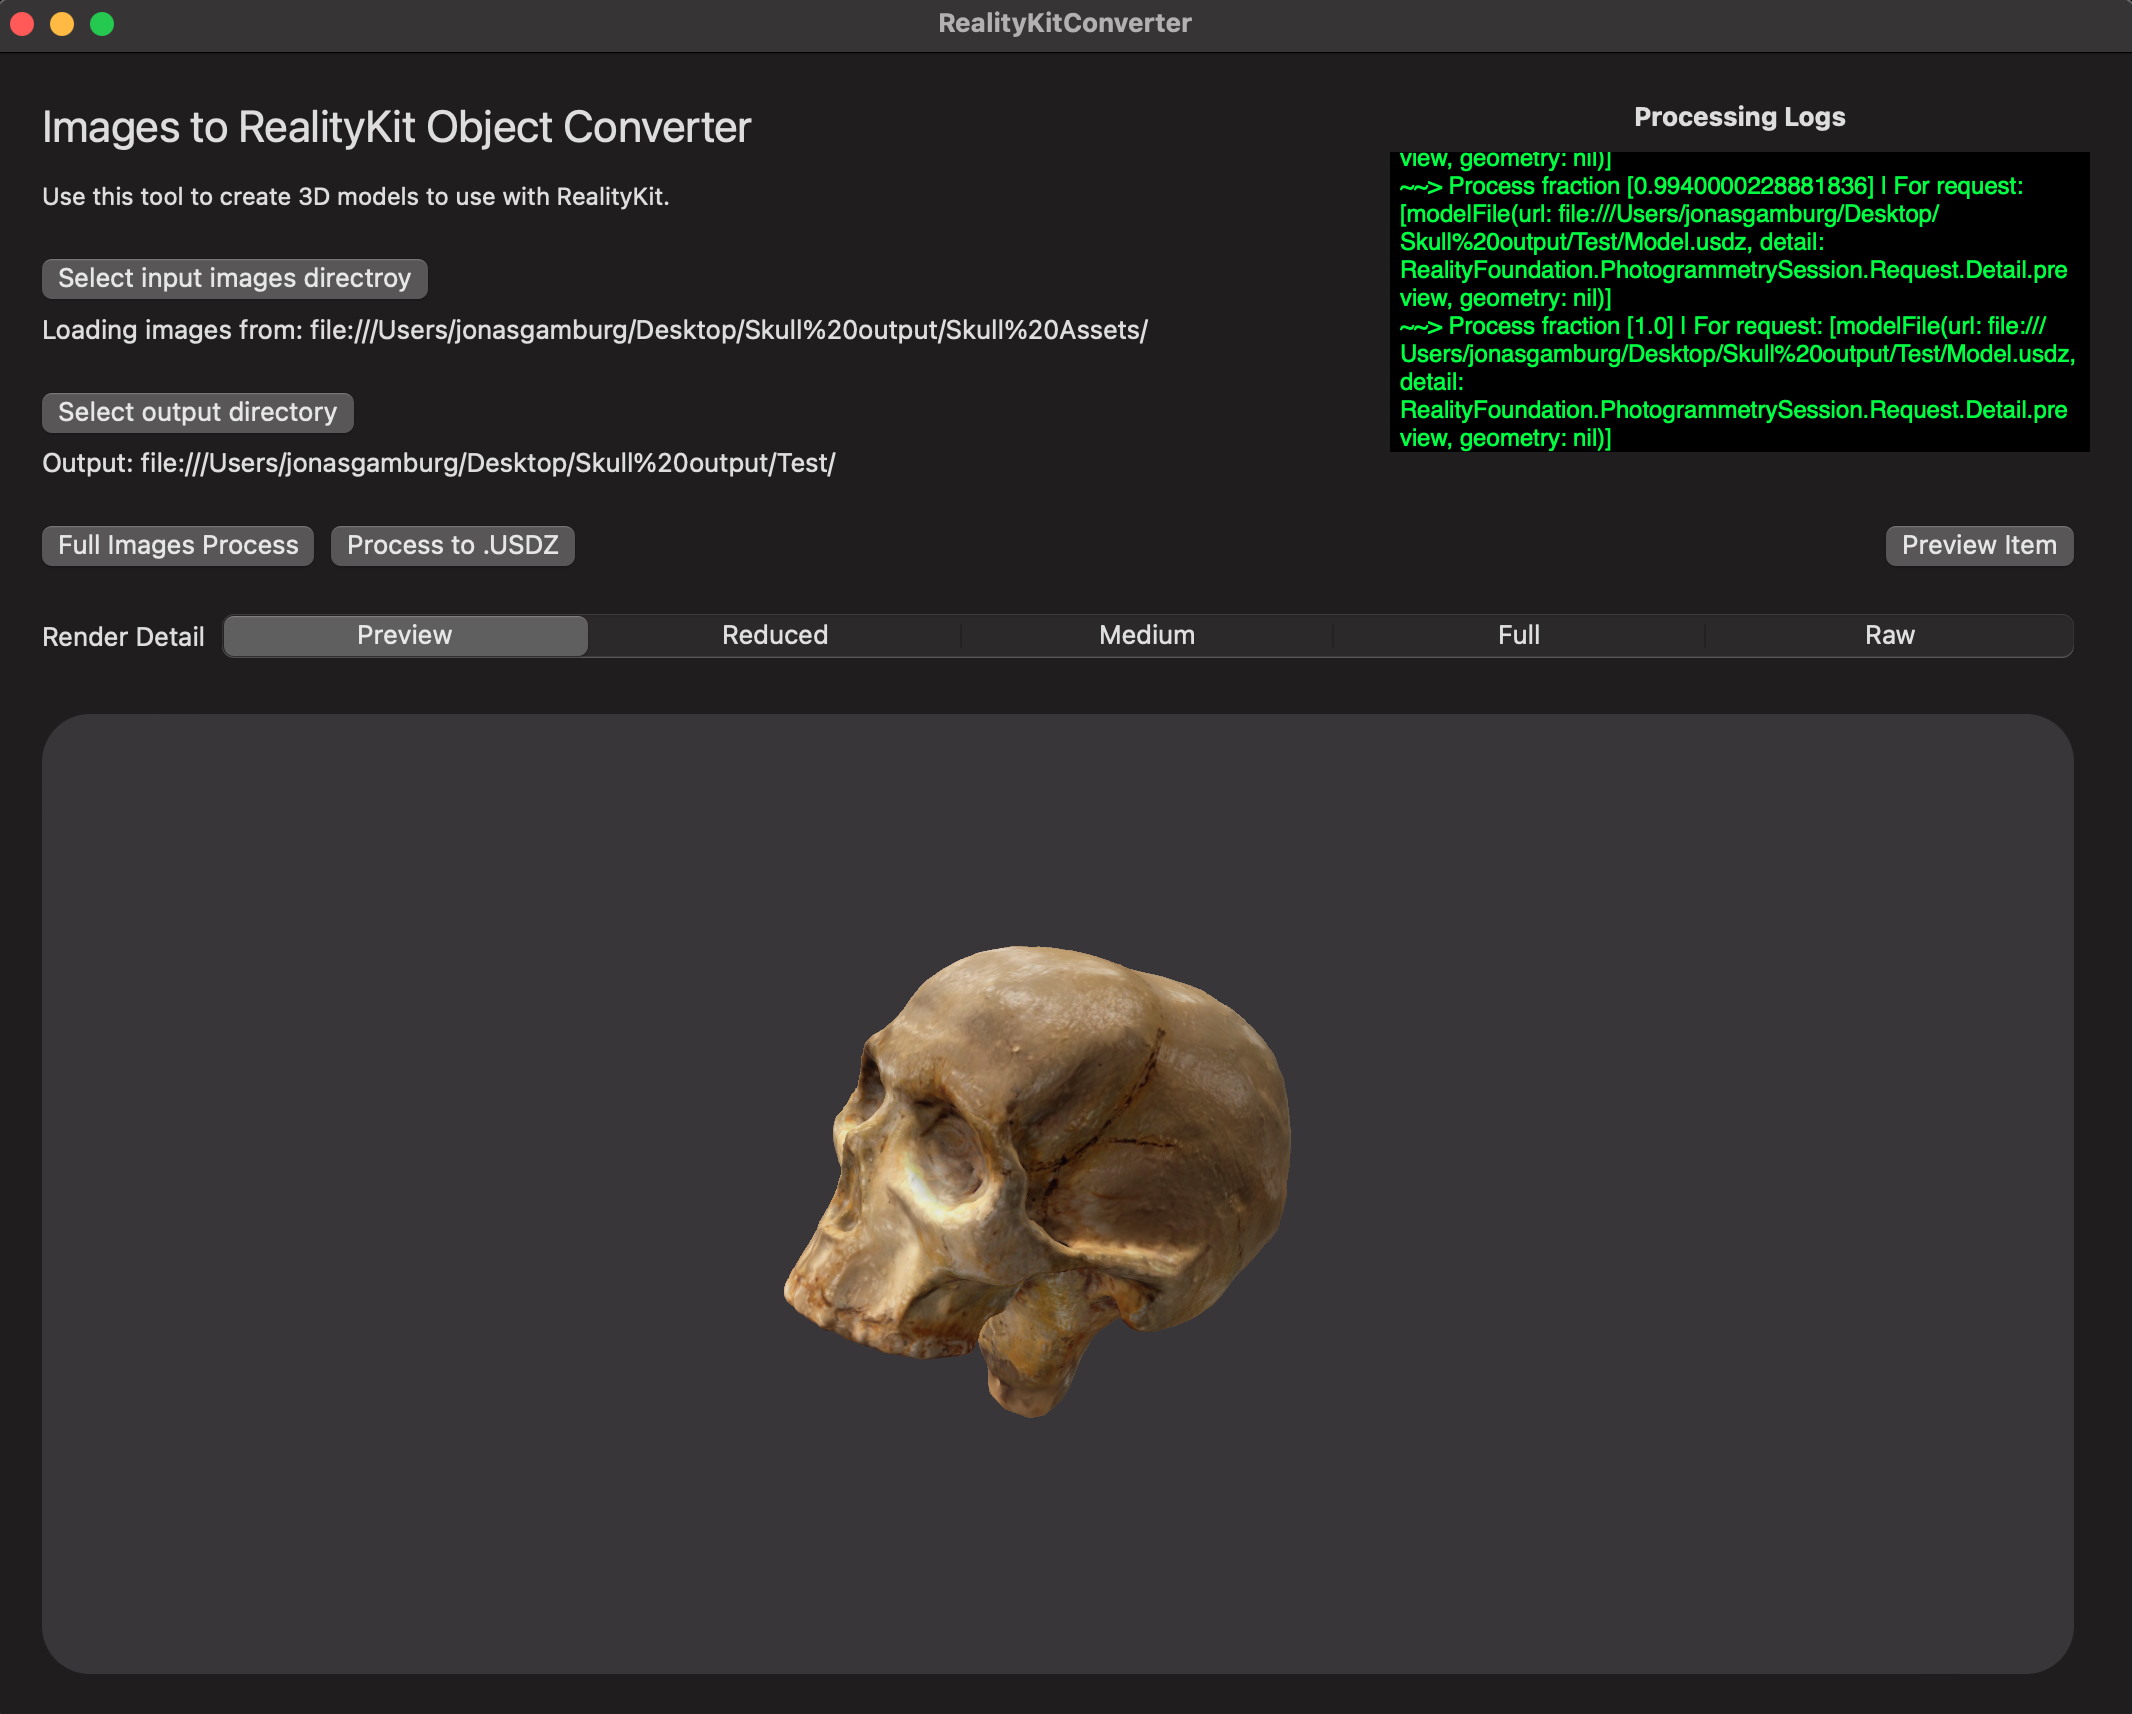 RealityKitConverter
Images to RealityKit Object Converter
Use this tool to create 3D models to use with RealityKit.
Select input images directroy
Loading images from: file:///Users/jonasgamburg/Desktop/Skull%20output/Skull%20Assets/
Select output directory
Output: file:///Users/jonasgamburg/Desktop/Skull%20output/Test/
Processing Logs
view, geometry: nil)]
~~> Process fraction [0.9940000228881836] | For request:
[modelFile(url: file:///Users/jonasgamburg/Desktop/
Skull%20output/Test/Model.usdz, detail:
RealityFoundation.PhotogrammetrySession.Request.Detail.pre
view, geometry: nil)]
~~> Process fraction [1.0] | For request: [modelFile(url: file:///
Users/jonasgamburg/Desktop/Skull%20output/Test/Model.usdz,
detail:
RealityFoundation.PhotogrammetrySession.Request.Detail.pre
view, geometry: nil)]
Full Images Process
Process to .USDZ
Preview Item
Render Detail
Preview
Reduced
Medium
Full
Raw